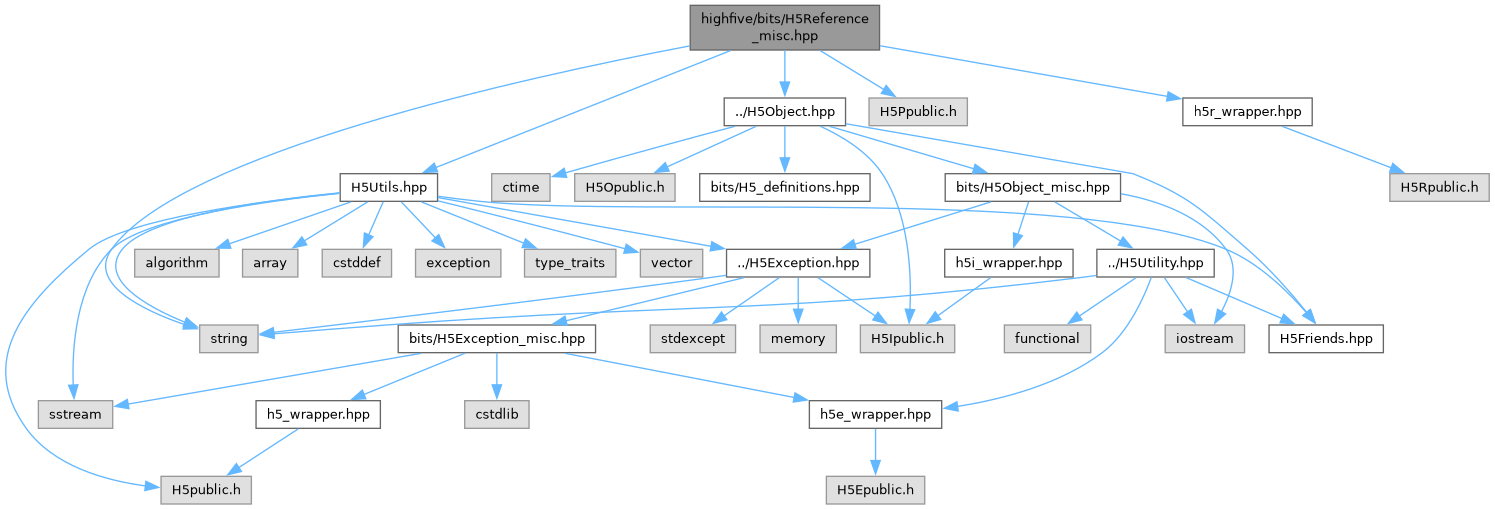 highfive/bits/H5Reference
_misc.hpp
../H5Object.hpp
H5Ppublic.h
h5r_wrapper.hpp
H5Utils.hpp
ctime
H5Opublic.h
bits/H5_definitions.hpp
bits/H5Object_misc.hpp
H5Rpublic.h
algorithm
array
cstddef
exception
type_traits
vector
../H5Exception.hpp
h5i_wrapper.hpp
../H5Utility.hpp
string
bits/H5Exception_misc.hpp
stdexcept
memory
H5Ipublic.h
functional
iostream
H5Friends.hpp
sstream
h5_wrapper.hpp
cstdlib
h5e_wrapper.hpp
H5public.h
H5Epublic.h